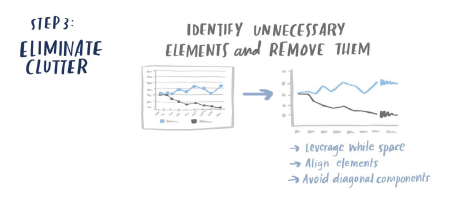 STEP 3:
ELIMINATE
CLUTTER
IDENTIFY UNNECESSARY
ELEMENTS and REMOVE THEM
→ Leverage white space
→ Align elements
→ Avoid diagonal components